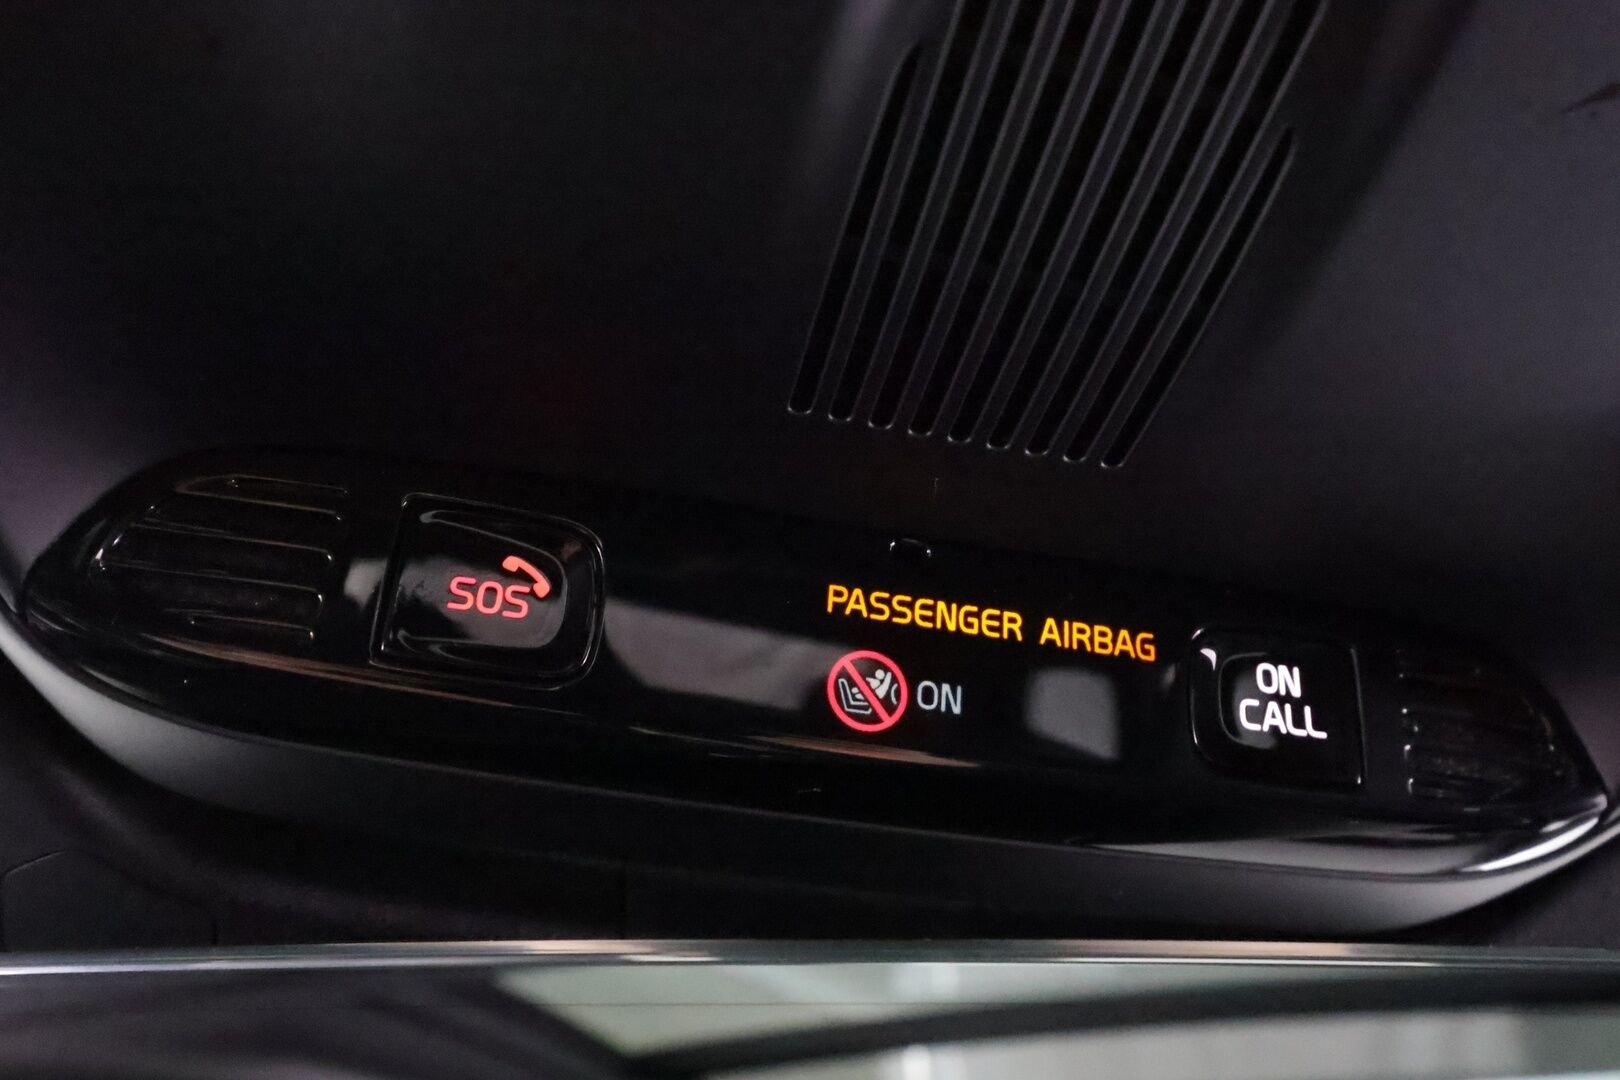 SOS
PASSENGER AIRBAG
ON
ON
CALL